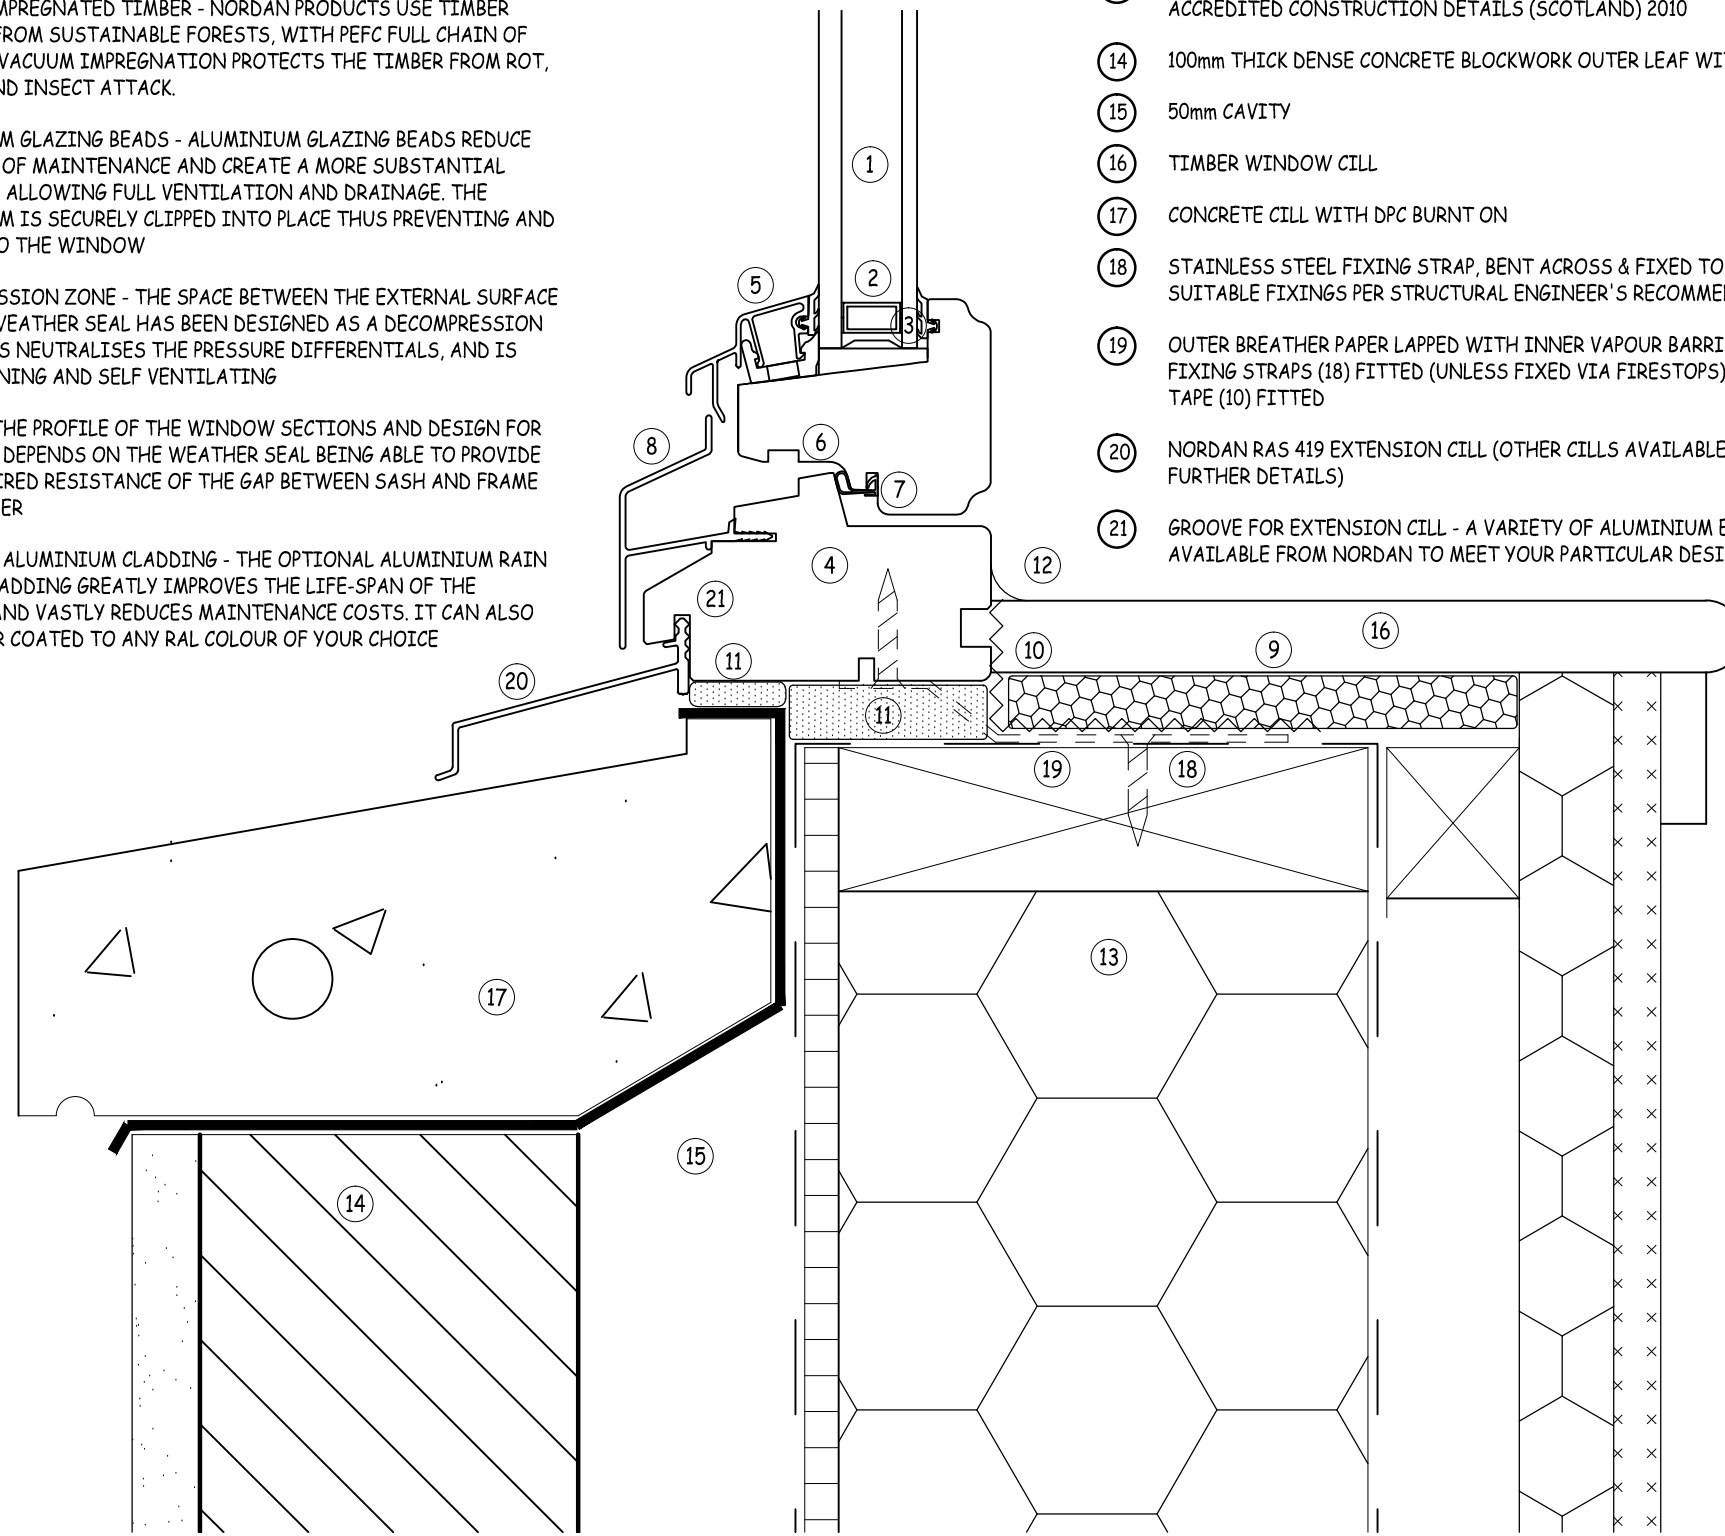 IMPREGNATED TIMBER - NORDAN PRODUCTS USE TIMBER
FROM SUSTAINABLE FORESTS, WITH PEFC FULL CHAIN OF
VACUUM IMPREGNATION PROTECTS THE TIMBER FROM ROT,
ND INSECT ATTACK.
M GLAZING BEADS - ALUMINIUM GLAZING BEADS REDUCE
OF MAINTENANCE AND CREATE A MORE SUBSTANTIAL
ALLOWING FULL VENTILATION AND DRAINAGE. THE
M IS SECURELY CLIPPED INTO PLACE THUS PREVENTING AND
O THE WINDOW
SSION ZONE - THE SPACE BETWEEN THE EXTERNAL SURFACE
WEATHER SEAL HAS BEEN DESIGNED AS A DECOMPRESSION
S NEUTRALISES THE PRESSURE DIFFERENTIALS, AND IS
NING AND SELF VENTILATING
THE PROFILE OF THE WINDOW SECTIONS AND DESIGN FOR
DEPENDS ON THE WEATHER SEAL BEING ABLE TO PROVIDE
IRED RESISTANCE OF THE GAP BETWEEN SASH AND FRAME
ER
ALUMINIUM CLADDING - THE OPTIONAL ALUMINIUM RAIN
ADDING GREATLY IMPROVES THE LIFE-SPAN OF THE
AND VASTLY REDUCES MAINTENANCE COSTS. IT CAN ALSO
R COATED TO ANY RAL COLOUR OF YOUR CHOICE
ACCREDITED CONSTRUCTION DETAILS (SCOTLAND) 2010
14 100mm THICK DENSE CONCRETE BLOCKWORK OUTER LEAF WIT
15 50mm CAVITY
16 TIMBER WINDOW CILL
17 CONCRETE CILL WITH DPC BURNT ON
18 STAINLESS STEEL FIXING STRAP, BENT ACROSS & FIXED TO
SUITABLE FIXINGS PER STRUCTURAL ENGINEER'S RECOMME
19 OUTER BREATHER PAPER LAPPED WITH INNER VAPOUR BARRI
FIXING STRAPS (18) FITTED (UNLESS FIXED VIA FIRESTOPS)
TAPE (10) FITTED
20 NORDAN RAS 419 EXTENSION CILL (OTHER CILLS AVAILABLE
FURTHER DETAILS)
21 GROOVE FOR EXTENSION CILL - A VARIETY OF ALUMINIUM E
AVAILABLE FROM NORDAN TO MEET YOUR PARTICULAR DESI
1
2
5
3
6
8
7
4
12
21
16
10
9
11
20
11
19
18
13
17
15
14